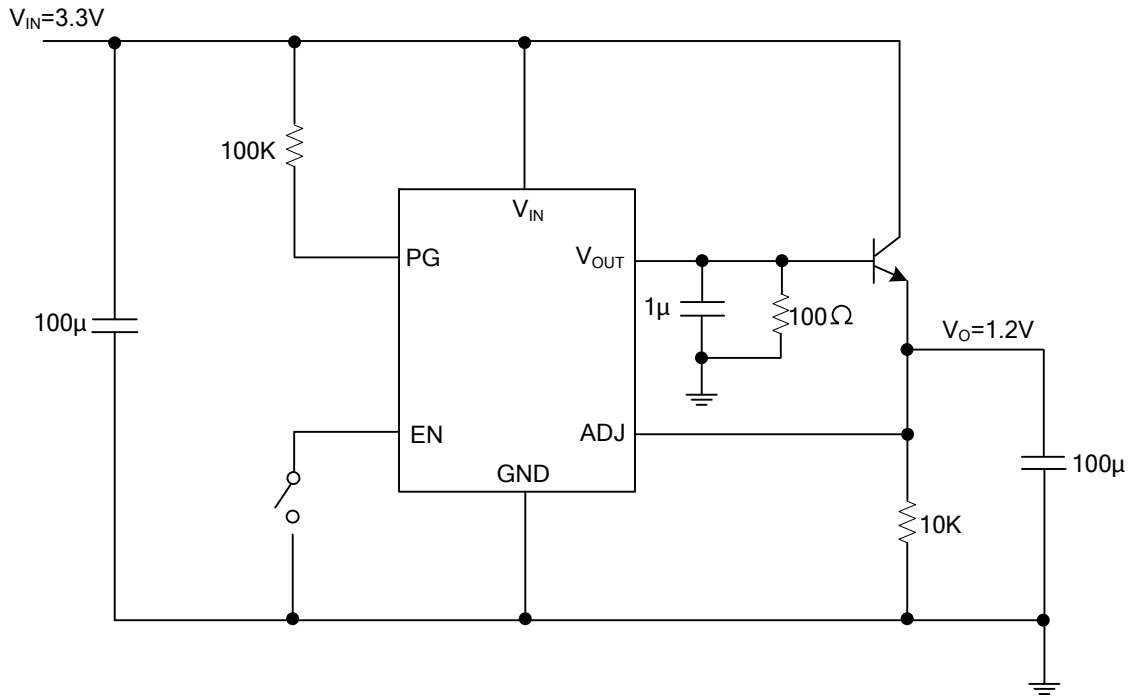 V_IN=3.3V
100K
V_IN
PG
V_OUT
100µ
1µ
100Ω
V_O=1.2V
EN
ADJ
GND
100µ
10K